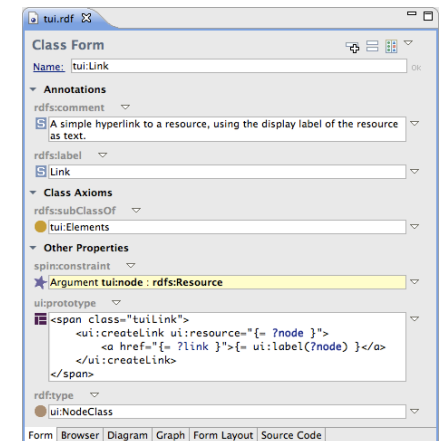 tui.rdf
Class Form
Name: tui:Link
Ok
Annotations
rdfs:comment
A simple hyperlink to a resource, using the display label of the resource
as text.
rdfs:label
Link
Class Axioms
rdfs:subClassOf
tui:Elements
Other Properties
spin:constraint
Argument tui:node : rdfs:Resource
ui:prototype
<span class="tuiLink">
<ui:createLink ui:resource="{= ?node }">
<a href="{= ?link }">{= ui:label(?node) }</a>
</ui:createLink>
</span>
rdf:type
ui:NodeClass
Form Browser Diagram Graph Form Layout Source Code